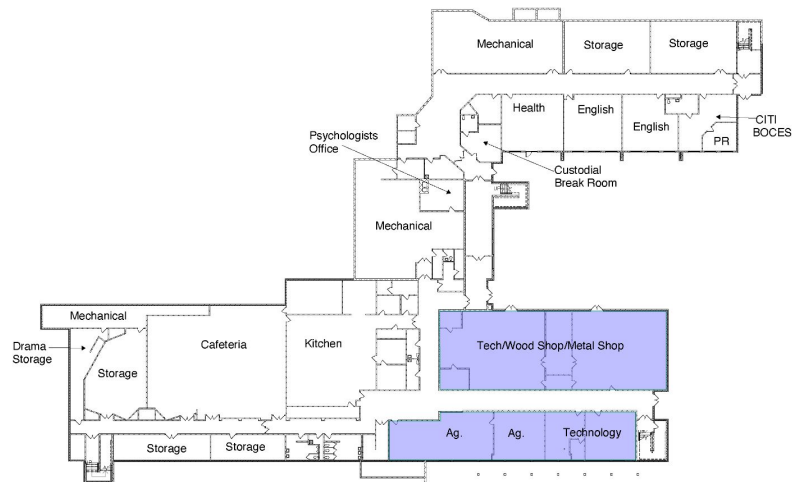 Mechanical
Storage
Storage
Health
English
English
CITI
BOCES
PR
Psychologists
Office
Custodial
Break Room
Mechanical
Mechanical
Drama
Storage
Storage
Cafeteria
Kitchen
Tech/Wood Shop/Metal Shop
Storage
Storage
Ag.
Ag.
Technology